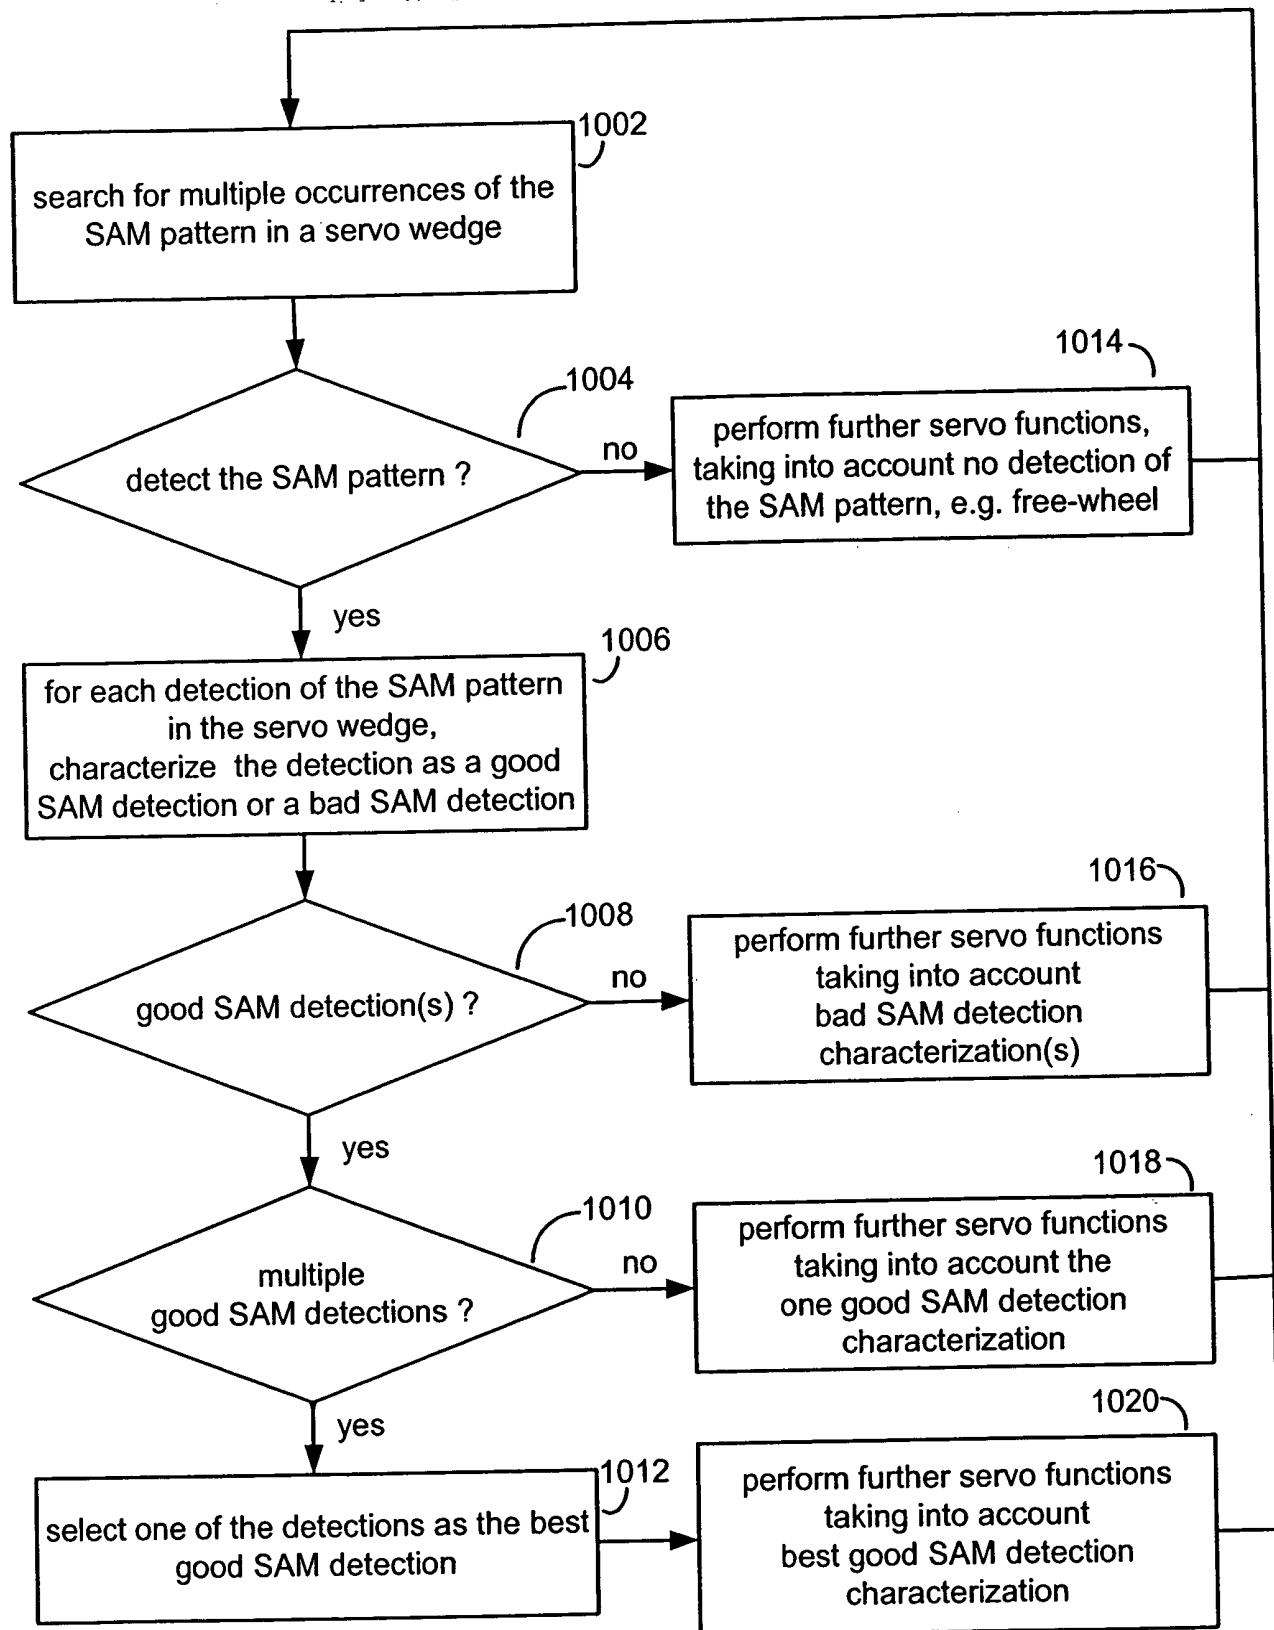 1002
search for multiple occurrences of the
SAM pattern in a servo wedge
1004
detect the SAM pattern ?
no
1014
perform further servo functions,
taking into account no detection of
the SAM pattern, e.g. free-wheel
yes
1006
for each detection of the SAM pattern
in the servo wedge,
characterize the detection as a good
SAM detection or a bad SAM detection
1008
good SAM detection(s) ?
no
1016
perform further servo functions
taking into account
bad SAM detection
characterization(s)
yes
1010
multiple
good SAM detections ?
no
1018
perform further servo functions
taking into account the
one good SAM detection
characterization
yes
1012
select one of the detections as the best
good SAM detection
1020
perform further servo functions
taking into account
best good SAM detection
characterization